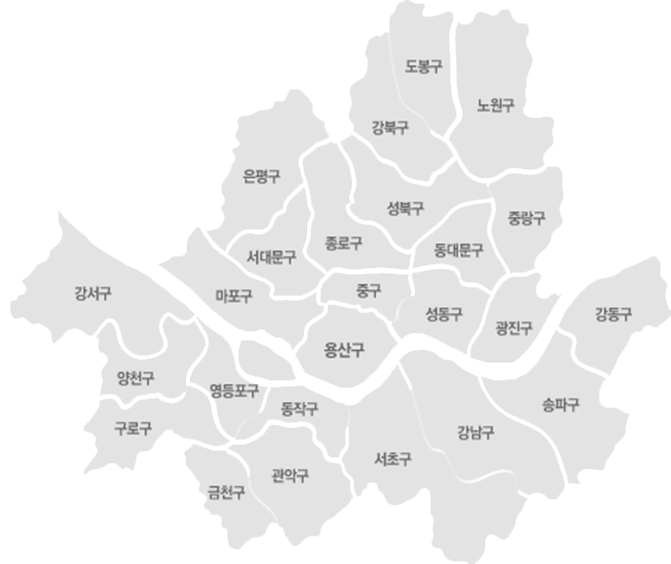 도봉구
노원구
강북구
은평구
성북구
중랑구
종로구
동대문구
서대문구
중구
마포구
강서구
성동구
강동구
광진구
용산구
양천구
영등포구
송파구
동작구
구로구
강남구
서초구
관악구
금천구